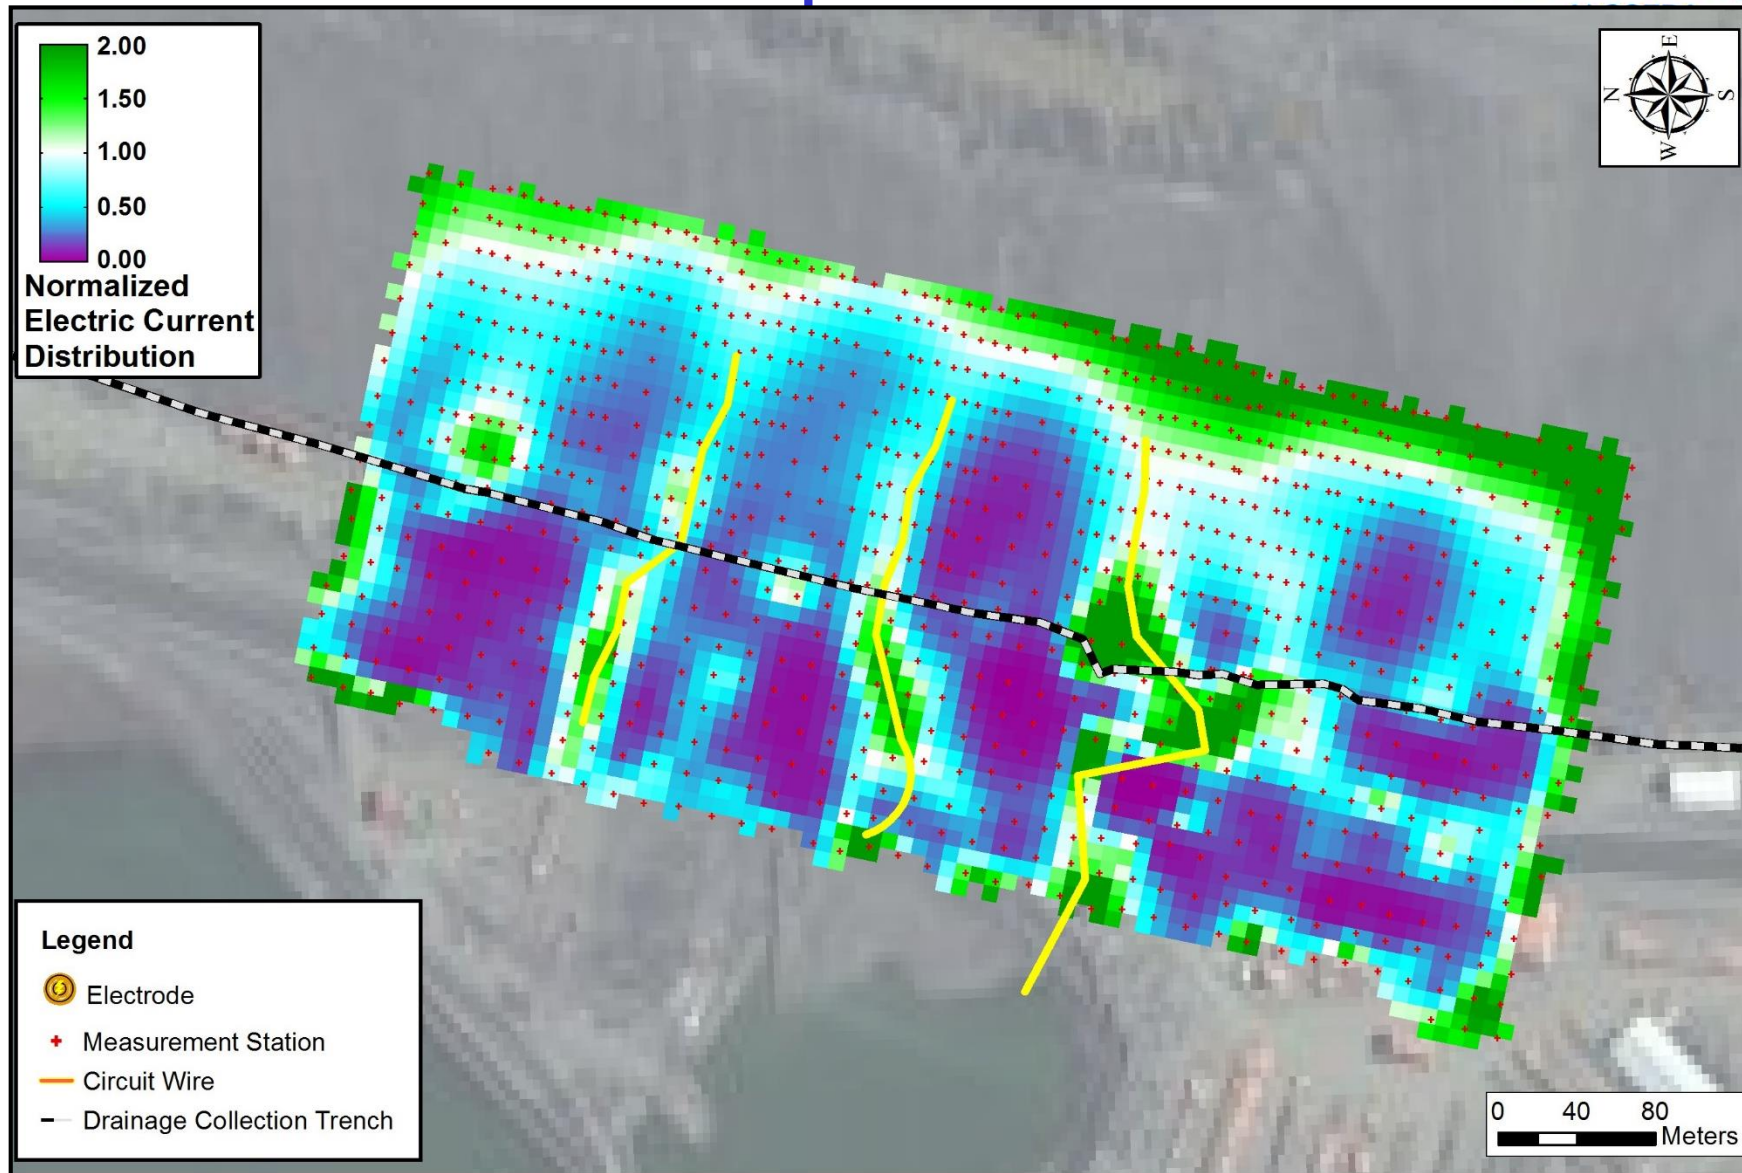 2.00
1.50
1.00
0.50
0.00
Normalized
Electric Current
Distribution
E
N
S
W
Legend
Electrode
Measurement Station
Circuit Wire
Drainage Collection Trench
0 40 80
Meters